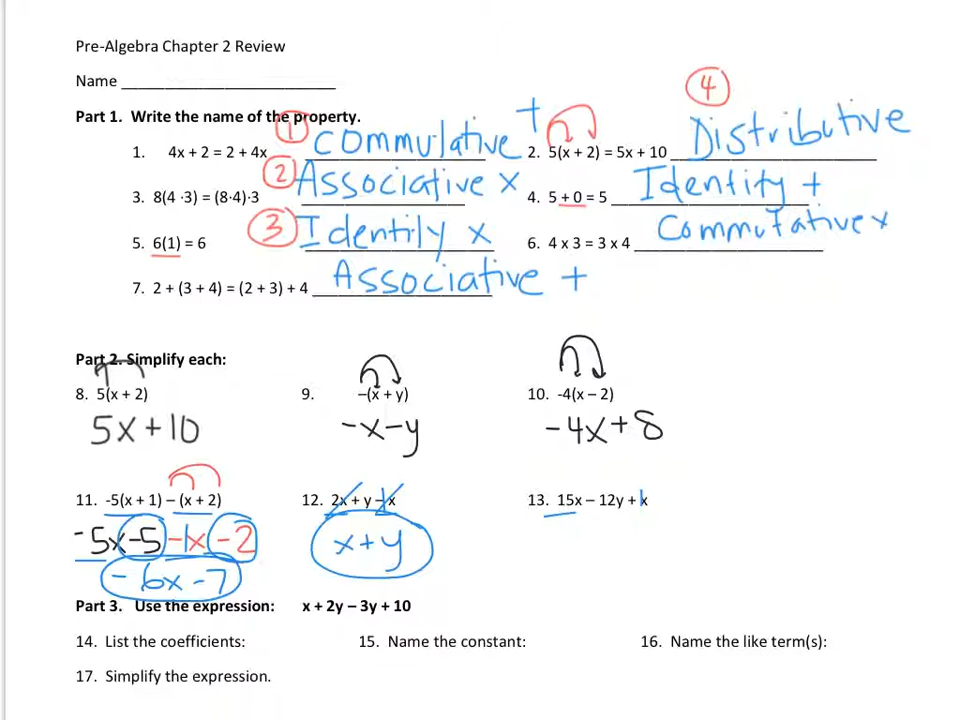 Pre-Algebra Chapter 2 Review
Name ________________________
④
Part 1. Write the name of the property.
1. 4x + 2 = 2 + 4x ① Commutative +
2. 5(x + 2) = 5x + 10 Distributive
3. 8(4 ·3) = (8·4)·3 ② Associative x
4. 5 + 0 = 5 Identity +
5. 6(1) = 6 ③ Identity x
6. 4 x 3 = 3 x 4 Commutative x
7. 2 + (3 + 4) = (2 + 3) + 4 Associative +
Part 2. Simplify each:
8. 5(x + 2)
9. –(x + y)
10. -4(x – 2)
5x+10
-x-y
-4x+8
11. -5(x + 1) – (x + 2)
12. 2x + y – x
13. 15x – 12y + x
-5x-5-1x-2
x+y
-6x-7
Part 3. Use the expression: x + 2y – 3y + 10
14. List the coefficients:
15. Name the constant:
16. Name the like term(s):
17. Simplify the expression.